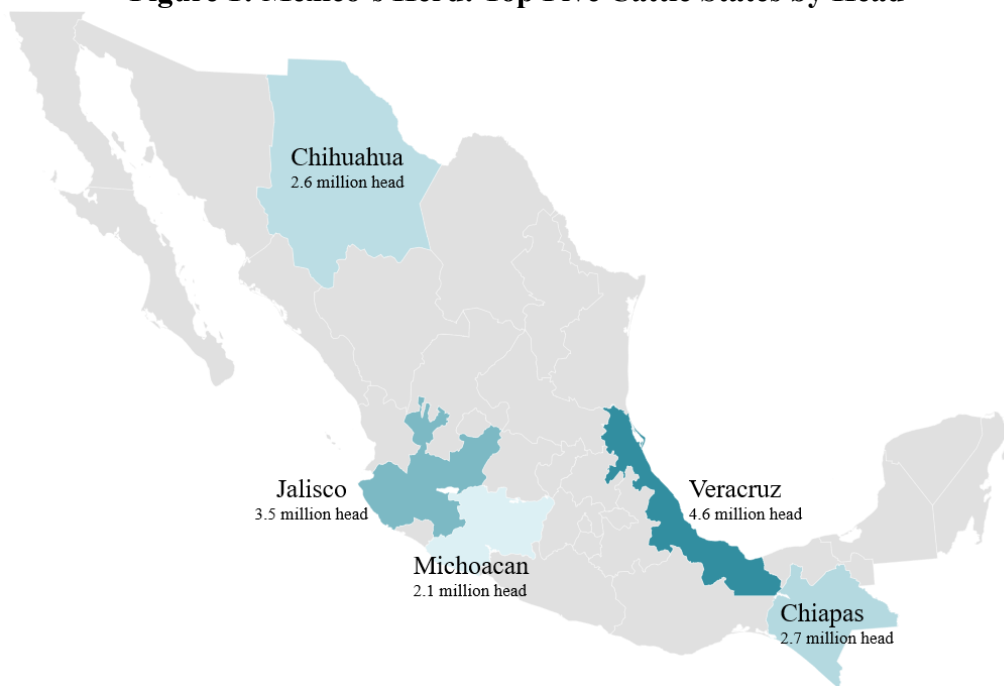 Figure 1: Mexico's Herd: Top Five Cattle States by Head
Chihuahua
2.6 million head
Jalisco
3.5 million head
Veracruz
4.6 million head
Michoacan
2.1 million head
Chiapas
2.7 million head